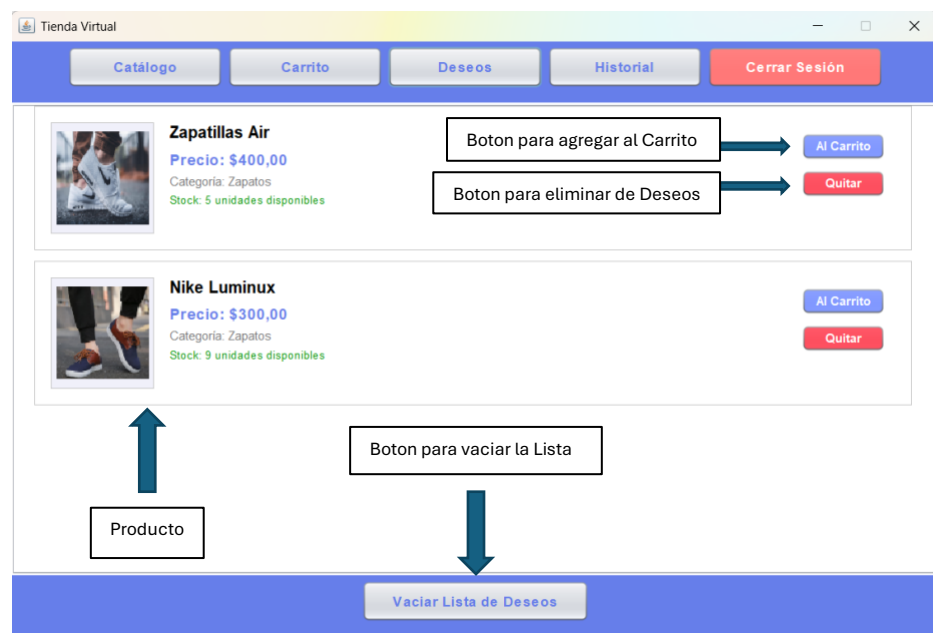 Tienda Virtual
Catálogo
Carrito
Deseos
Historial
Cerrar Sesión
Zapatillas Air
Precio: $400,00
Categoría: Zapatos
Stock: 5 unidades disponibles
Boton para agregar al Carrito
Al Carrito
Boton para eliminar de Deseos
Quitar
Nike Luminux
Precio: $300,00
Categoría: Zapatos
Stock: 9 unidades disponibles
Al Carrito
Quitar
Boton para vaciar la Lista
Producto
Vaciar Lista de Deseos